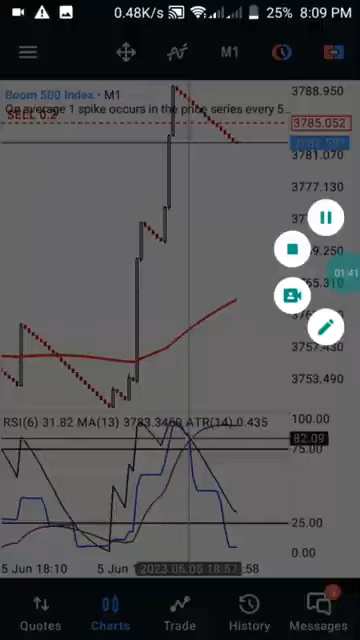 0.48K/s 25% 8:09 PM
M1
Boom 500 Index • M1
On average 1 spike occurs in the price series every 5...
SELL 0.2
3788.950
3785.052
3781.070
3777.130
01:41
3757.430
3753.490
RSI(6) 31.82 MA(13) 3783.3460 ATR(14) 0.435
100.00
82.09
75.00
25.00
0.00
5 Jun 18:10 5 Jun 2023.06.05 18:57 :58
Quotes Charts Trade History Messages